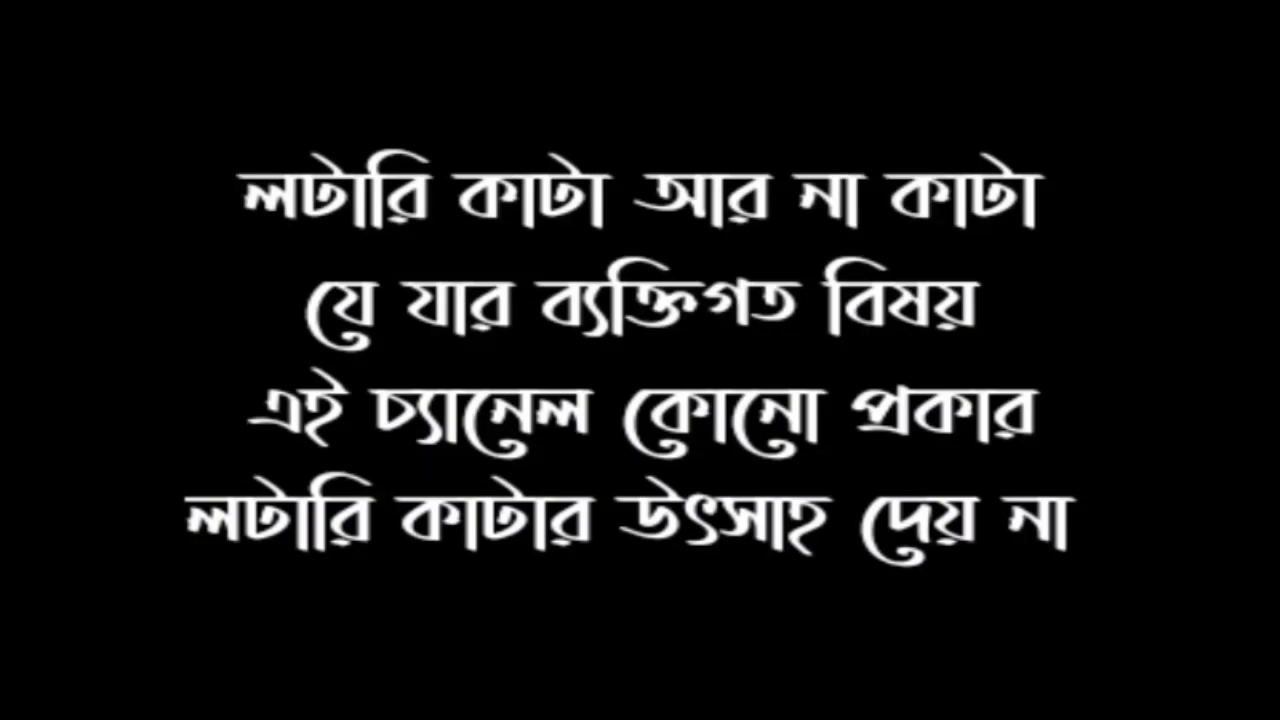 লটারি কাটা আর না কাটা
যে যার ব্যক্তিগত বিষয়
এই চ্যানেল কোনো প্রকার
লটারি কাটার উৎসাহ দেয় না